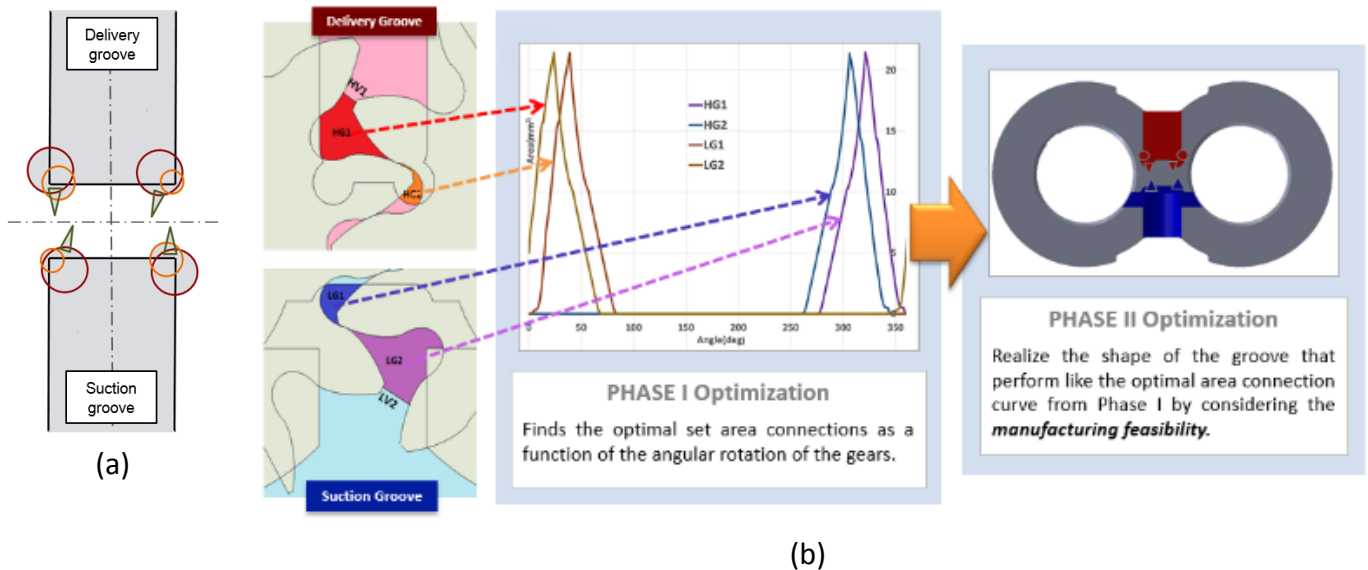 Delivery
groove
Suction
groove
(a)
Delivery Groove
HV1
HG1
HG2
LG1
LG2
LV2
Suction Groove
Area(mm²)
HG1
HG2
LG1
LG2
20
15
10
5
0
0
50
100
150
200
250
300
350
Angle(deg)
PHASE I Optimization
Finds the optimal set area connections as a
function of the angular rotation of the gears.
PHASE II Optimization
Realize the shape of the groove that
perform like the optimal area connection
curve from Phase I by considering the
manufacturing feasibility.
(b)